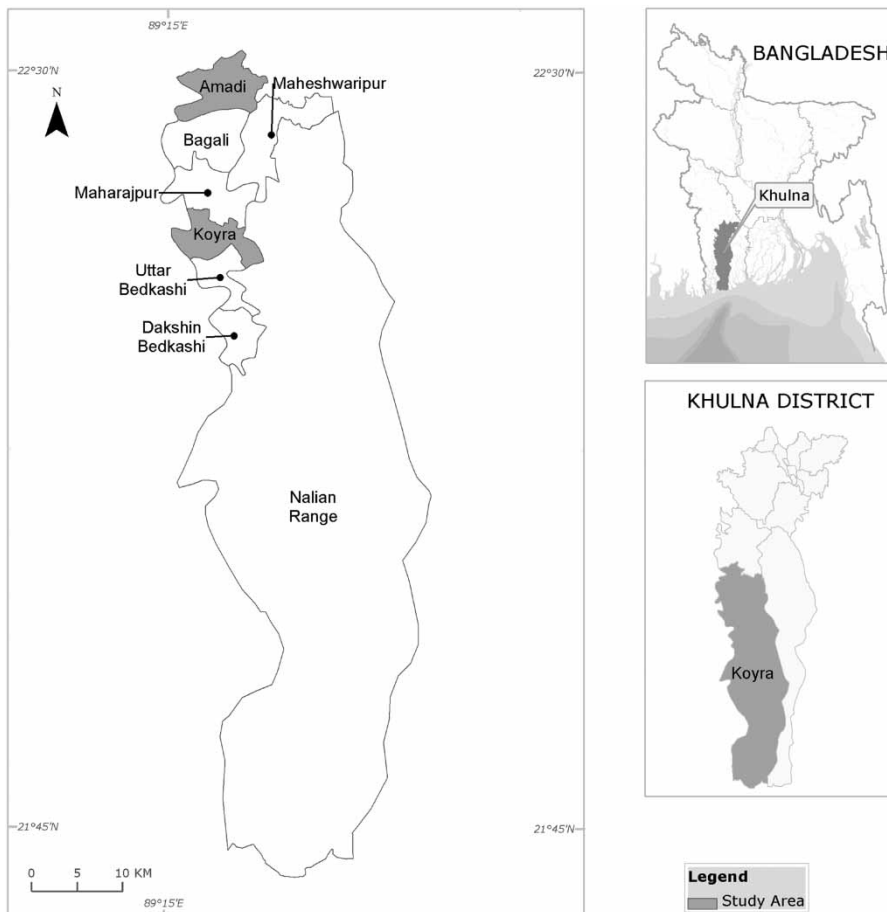 89°15'E
22°30'N
22°30'N
N
Amadi
Maheshwaripur
Bagali
Maharajpur
Koyra
Uttar
Bedkashi
Dakshin
Bedkashi
Nalian
Range
21°45'N
21°45'N
0 5 10 KM
89°15'E
BANGLADESH
Khulna
KHULNA DISTRICT
Koyra
Legend
Study Area